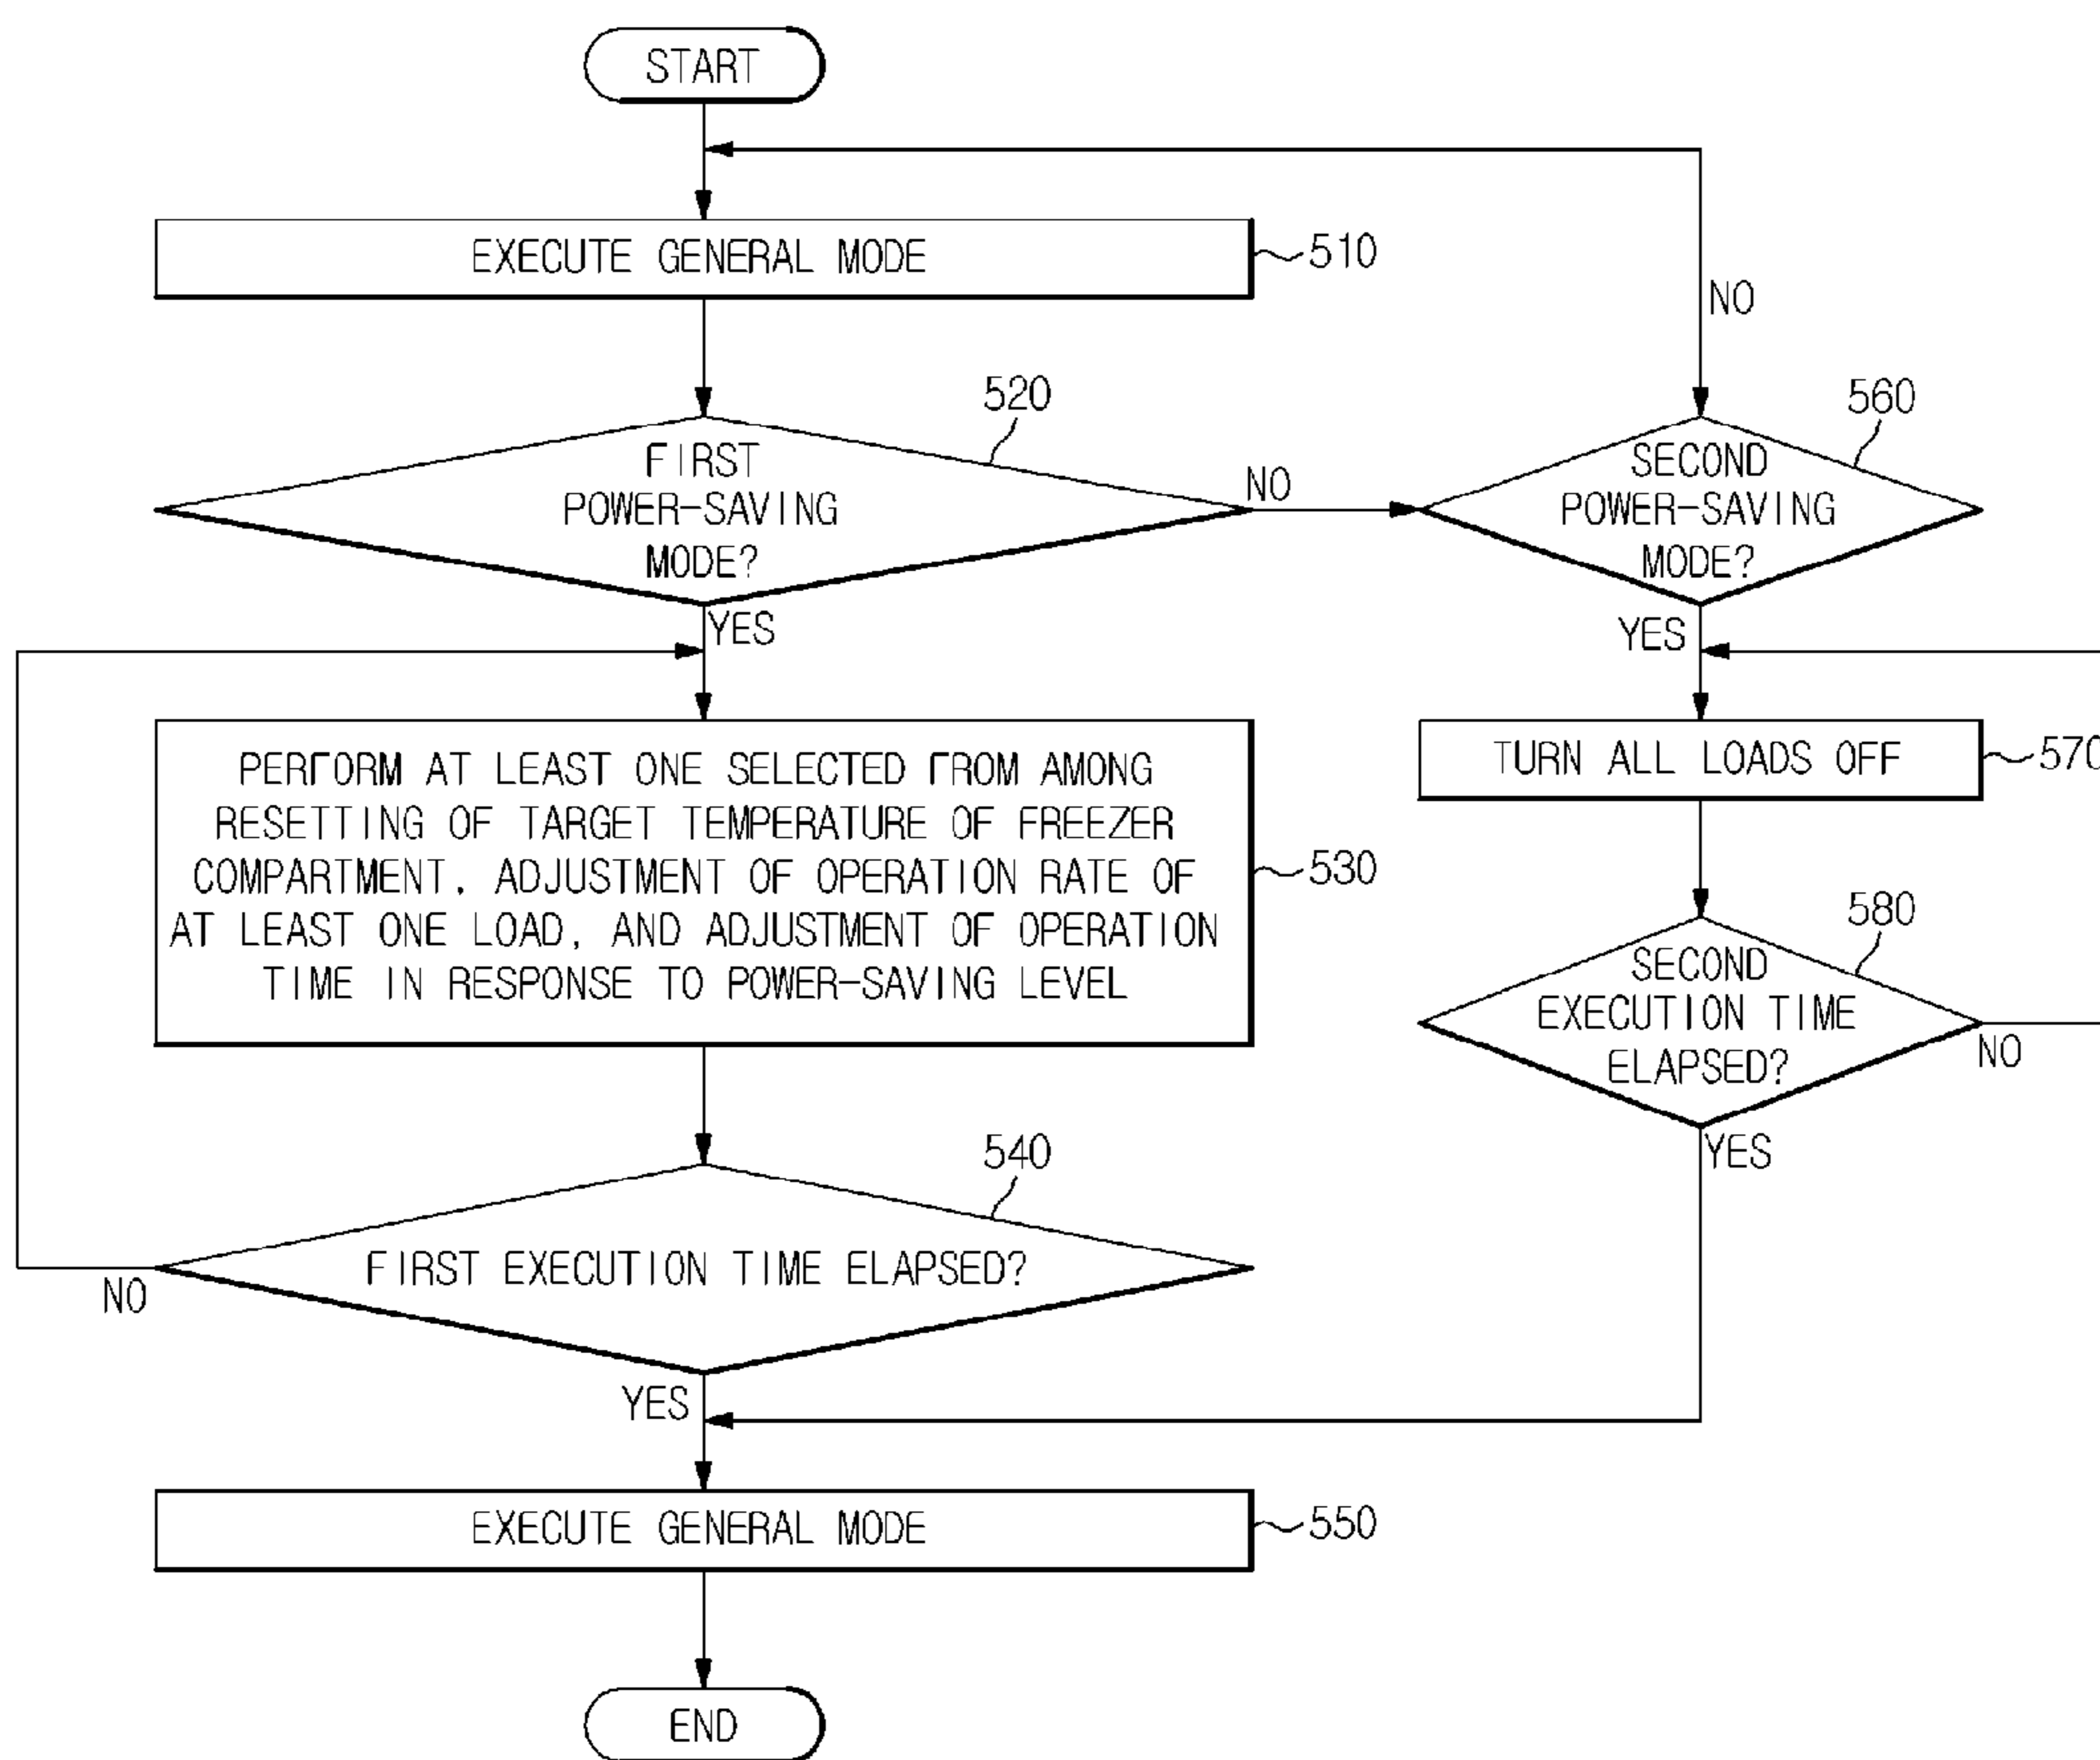 START
EXECUTE GENERAL MODE
510
NO
520
FIRST
POWER-SAVING
MODE?
NO
YES
560
SECOND
POWER-SAVING
MODE?
YES
PERFORM AT LEAST ONE SELECTED FROM AMONG
RESETTING OF TARGET TEMPERATURE OF FREEZER
COMPARTMENT, ADJUSTMENT OF OPERATION RATE OF
AT LEAST ONE LOAD, AND ADJUSTMENT OF OPERATION
TIME IN RESPONSE TO POWER-SAVING LEVEL
530
TURN ALL LOADS OFF
570
580
SECOND
EXECUTION TIME
ELAPSED?
NO
YES
540
FIRST EXECUTION TIME ELAPSED?
NO
YES
EXECUTE GENERAL MODE
550
END